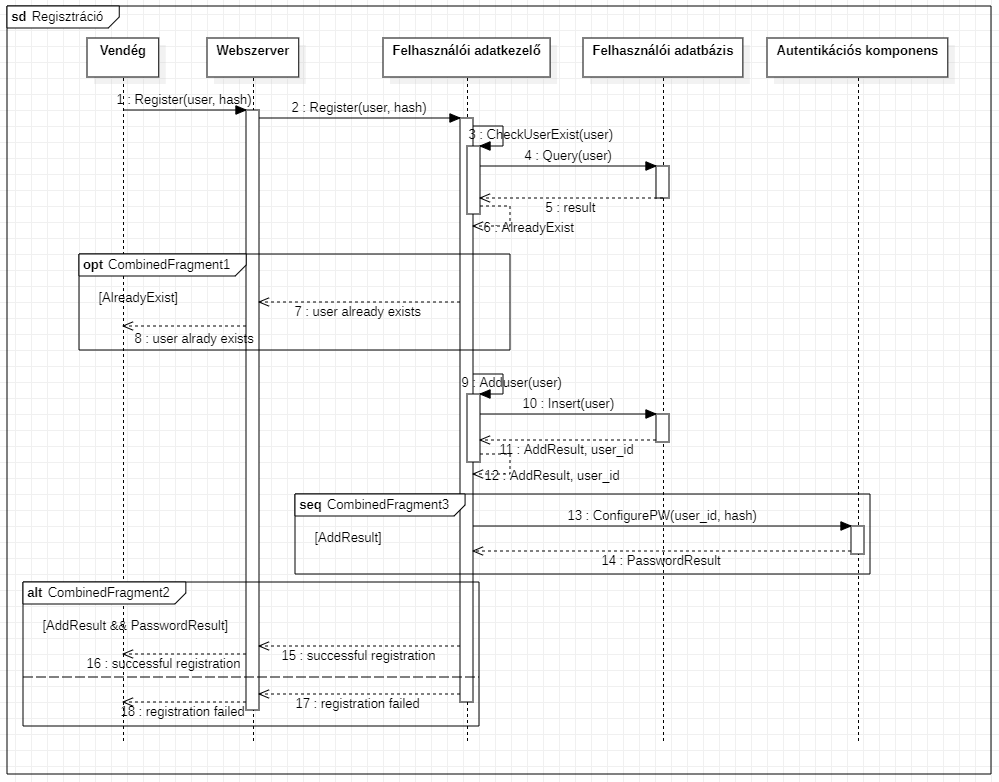 sd Regisztráció
Vendég
Webszerver
Felhasználói adatkezelő
Felhasználói adatbázis
Autentikációs komponens
1 : Register(user, hash)
2 : Register(user, hash)
3 : CheckUserExist(user)
4 : Query(user)
5 : result
6 : AlreadyExist
opt CombinedFragment1
[AlreadyExist]
7 : user already exists
8 : user alrady exists
9 : Adduser(user)
10 : Insert(user)
11 : AddResult, user_id
12 : AddResult, user_id
seq CombinedFragment3
13 : ConfigurePW(user_id, hash)
[AddResult]
14 : PasswordResult
alt CombinedFragment2
[AddResult && PasswordResult]
15 : successful registration
16 : successful registration
17 : registration failed
18 : registration failed